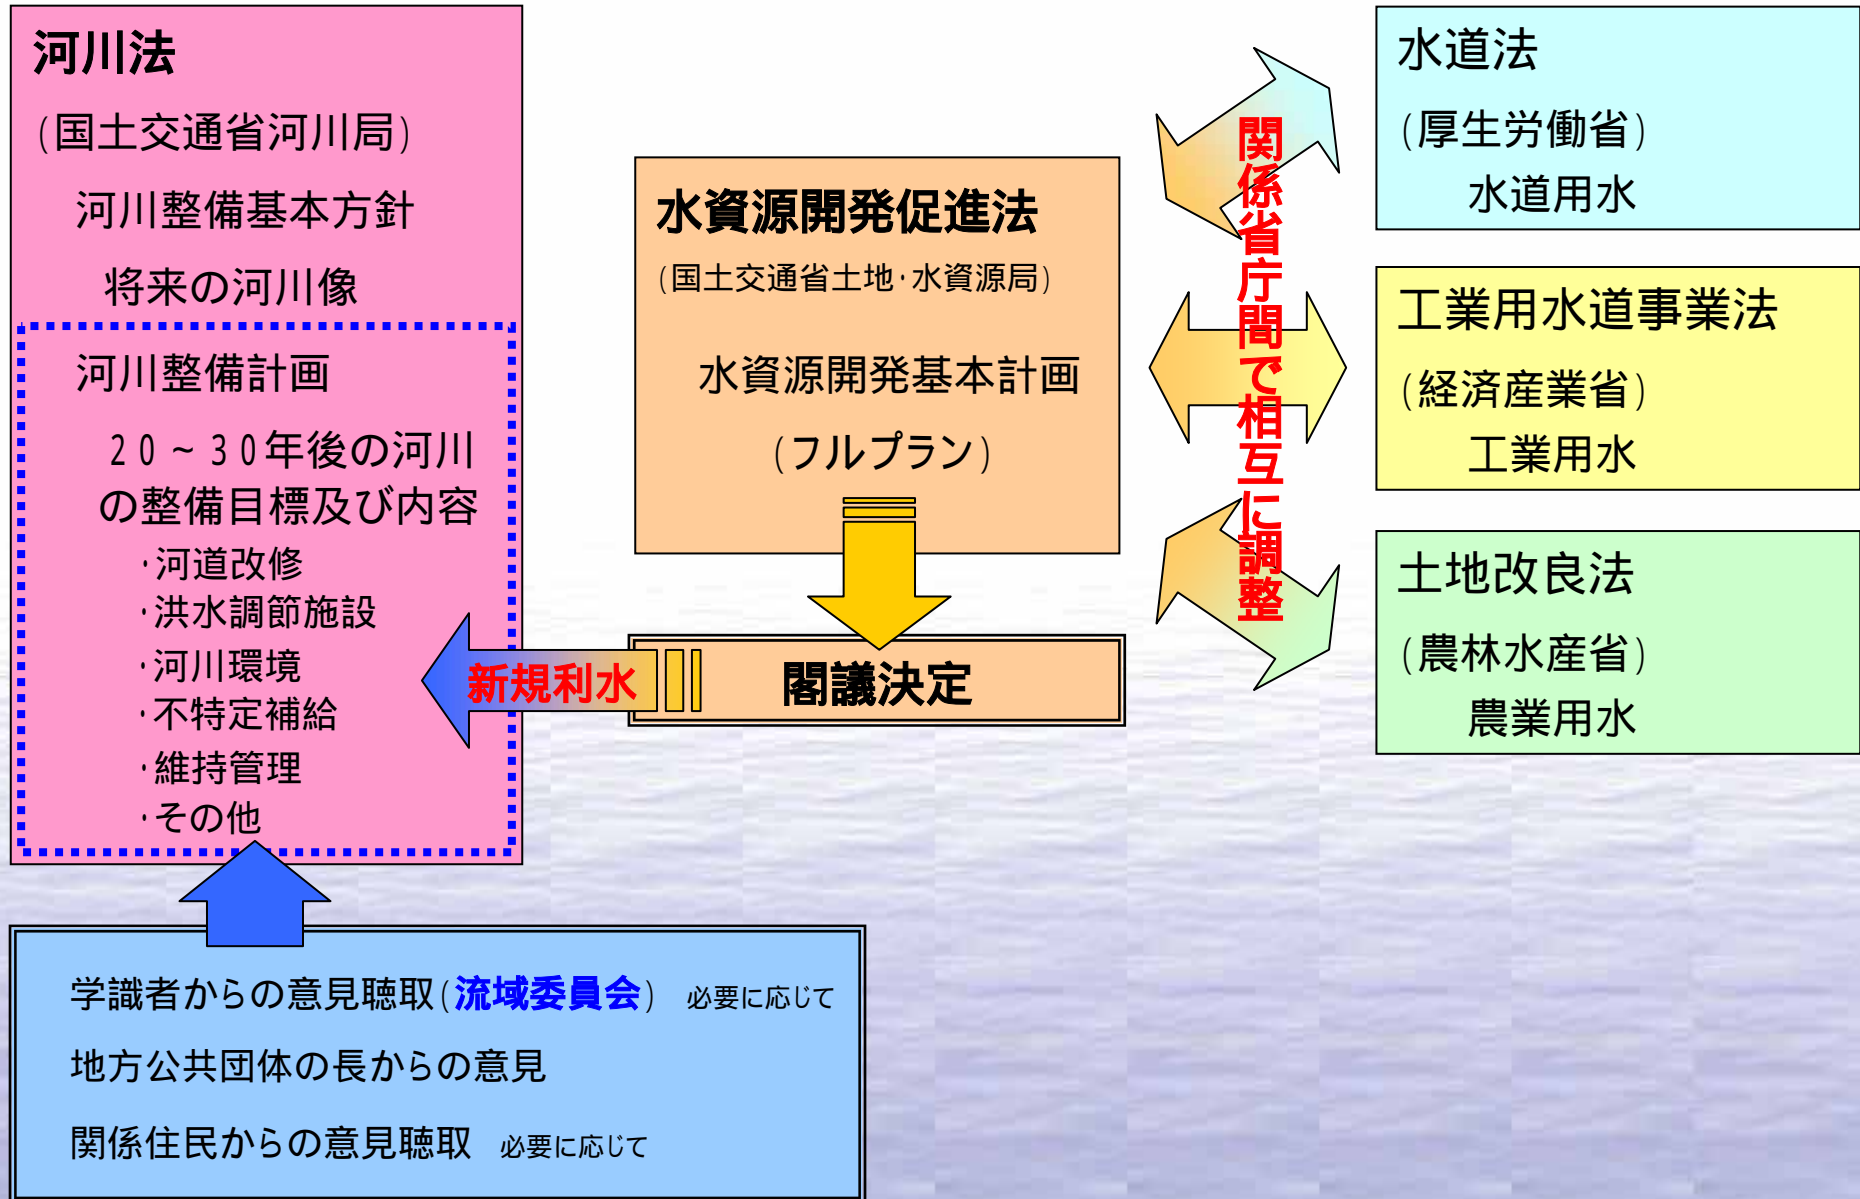 河川法
(国土交通省河川局)
河川整備基本方針
将来の河川像
河川整備計画
20~30年後の河川
の整備目標及び内容
・河道改修
・洪水調節施設
・河川環境
・不特定補給
・維持管理
・その他
水資源開発促進法
(国土交通省土地・水資源局)
水資源開発基本計画
(フルプラン)
閣議決定
新規利水
関係省庁間で相互に調整
水道法
(厚生労働省)
水道用水
工業用水道事業法
(経済産業省)
工業用水
土地改良法
(農林水産省)
農業用水
学識者からの意見聴取(流域委員会) 必要に応じて
地方公共団体の長からの意見
関係住民からの意見聴取 必要に応じて